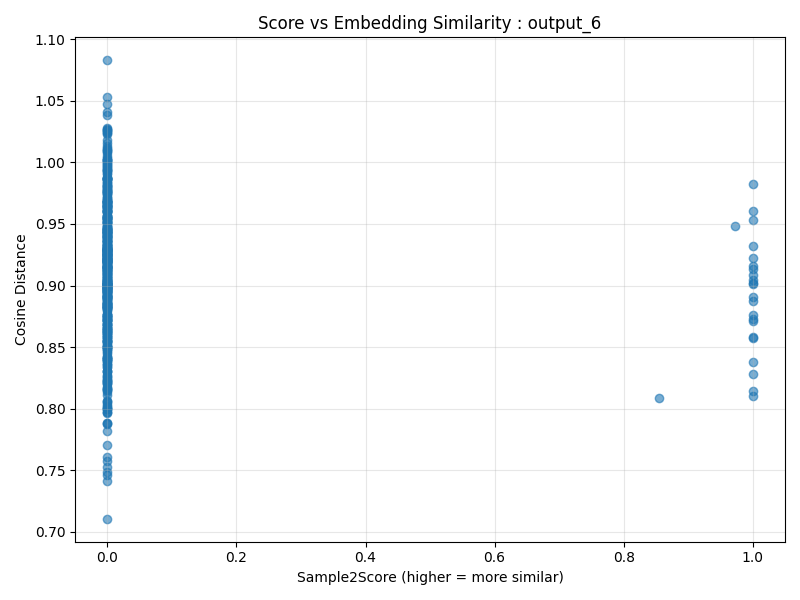 Score vs Embedding Similarity : output_6
Cosine Distance
1.10
1.05
1.00
0.95
0.90
0.85
0.80
0.75
0.70
0.0 0.2 0.4 0.6 0.8 1.0
Sample2Score (higher = more similar)